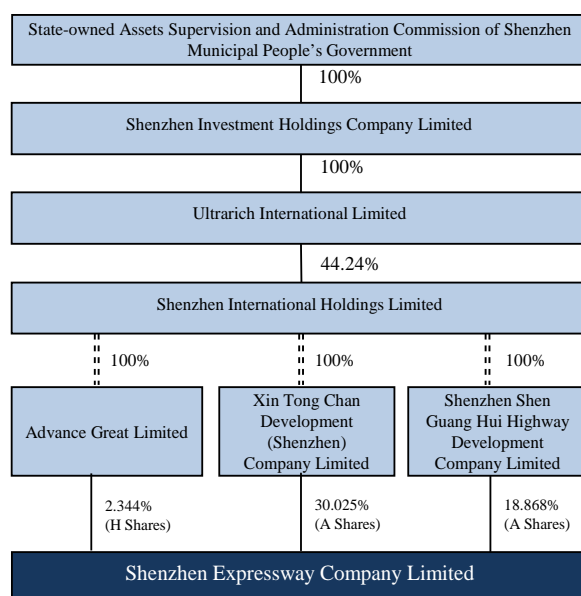 State-owned Assets Supervision and Administration Commission of Shenzhen
Municipal People’s Government
100%
Shenzhen Investment Holdings Company Limited
100%
Ultrarich International Limited
44.24%
Shenzhen International Holdings Limited
100%
100%
100%
Advance Great Limited
Xin Tong Chan
Development
(Shenzhen)
Company Limited
Shenzhen Shen
Guang Hui Highway
Development
Company Limited
2.344%
(H Shares)
30.025%
(A Shares)
18.868%
(A Shares)
Shenzhen Expressway Company Limited